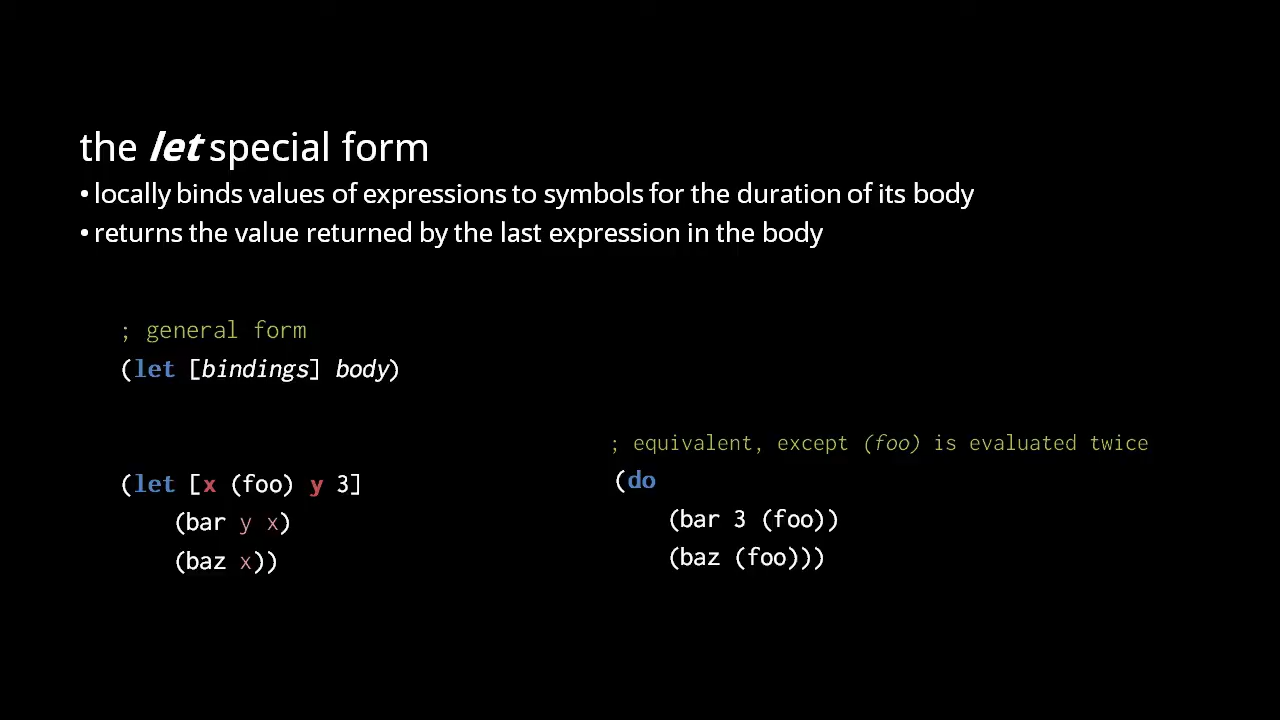 the let special form
• locally binds values of expressions to symbols for the duration of its body
• returns the value returned by the last expression in the body
; general form
(let [bindings] body)
(let [x (foo) y 3]
(bar y x)
(baz x))
; equivalent, except (foo) is evaluated twice
(do
(bar 3 (foo))
(baz (foo)))